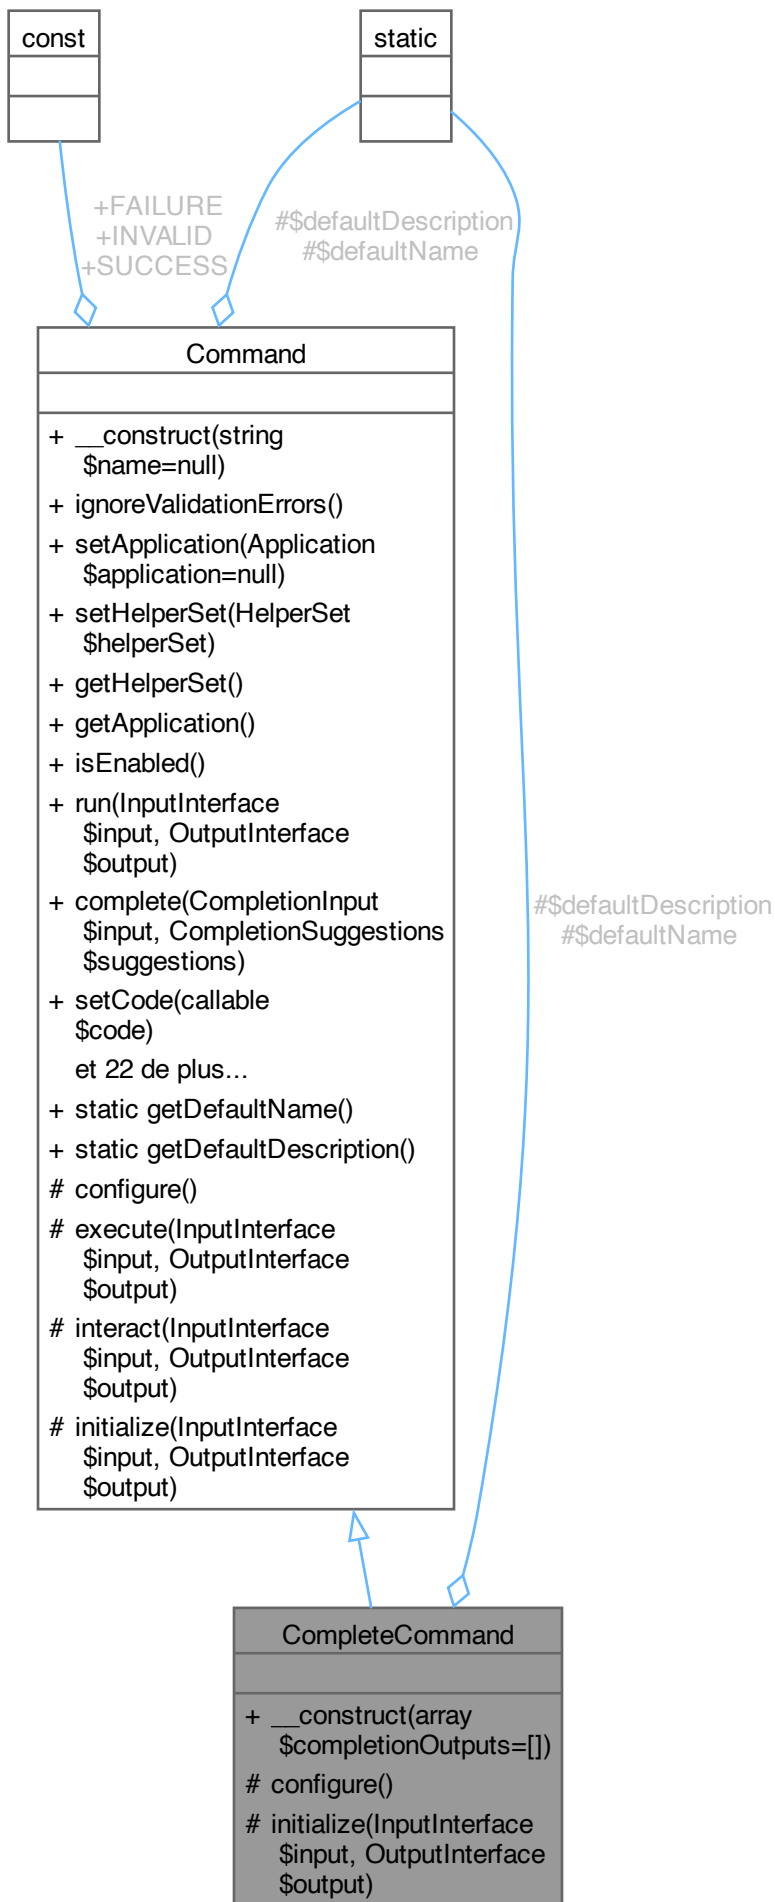 const
static
+FAILURE
+INVALID
+SUCCESS
#$defaultDescription
#$defaultName
Command
+ __construct(string
$name=null)
+ ignoreValidationErrors()
+ setApplication(Application
$application=null)
+ setHelperSet(HelperSet
$helperSet)
+ getHelperSet()
+ getApplication()
+ isEnabled()
+ run(InputInterface
$input, OutputInterface
$output)
+ complete(CompletionInput
$input, CompletionSuggestions
$suggestions)
+ setCode(callable
$code)
et 22 de plus...
+ static getDefaultName()
+ static getDefaultDescription()
# configure()
# execute(InputInterface
$input, OutputInterface
$output)
# interact(InputInterface
$input, OutputInterface
$output)
# initialize(InputInterface
$input, OutputInterface
$output)
#$defaultDescription
#$defaultName
CompleteCommand
+ __construct(array
$completionOutputs=[])
# configure()
# initialize(InputInterface
$input, OutputInterface
$output)